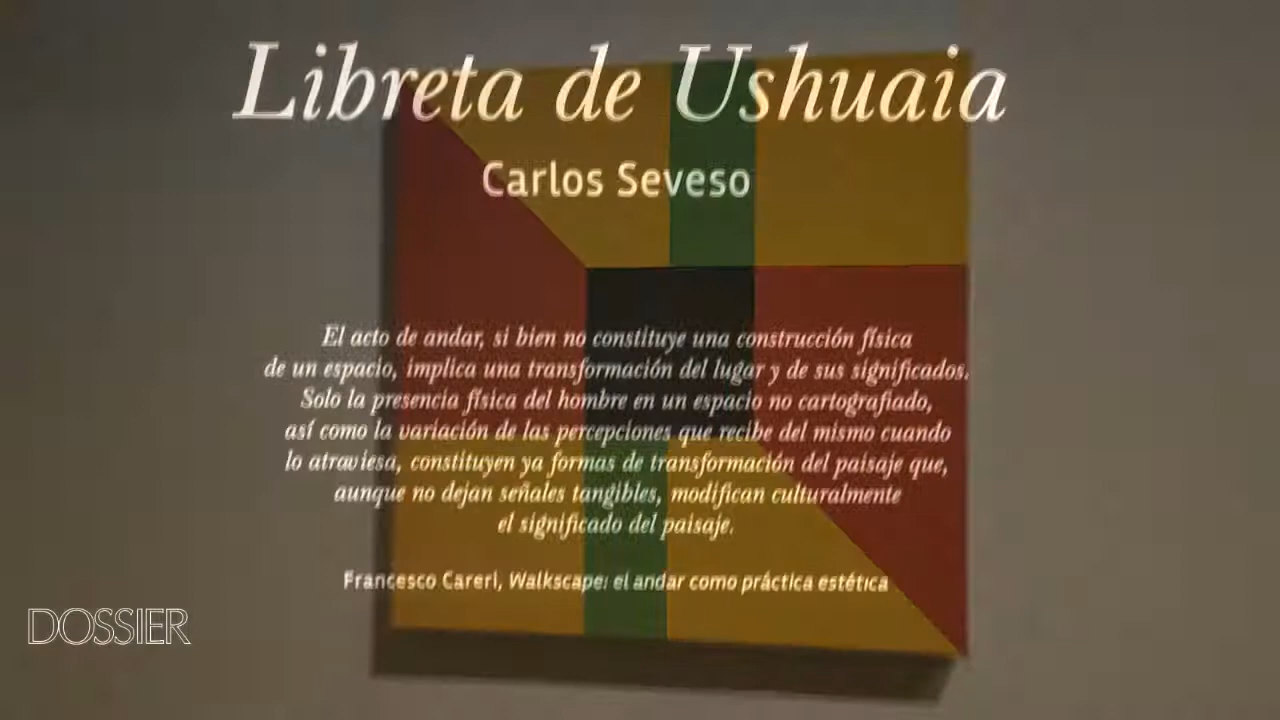 Libreta de Ushuaia
Carlos Seveso
El acto de andar, si bien no constituye una construcción física
de un espacio, implica una transformación del lugar y de sus significados.
Solo la presencia física del hombre en un espacio no cartografiado,
así como la variación de las percepciones que recibe del mismo cuando
lo atraviesa, constituyen ya formas de transformación del paisaje que,
aunque no dejan señales tangibles, modifican culturalmente
el significado del paisaje.
Francesco Careri, Walkscape: el andar como práctica estética
DOSSIER